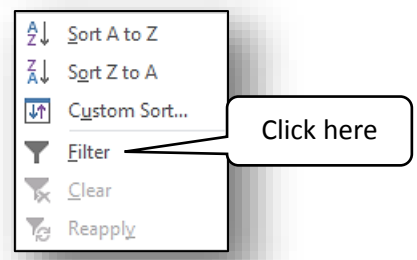 Sort A to Z
Sort Z to A
Custom Sort...
Filter
Click here
Clear
Reapply